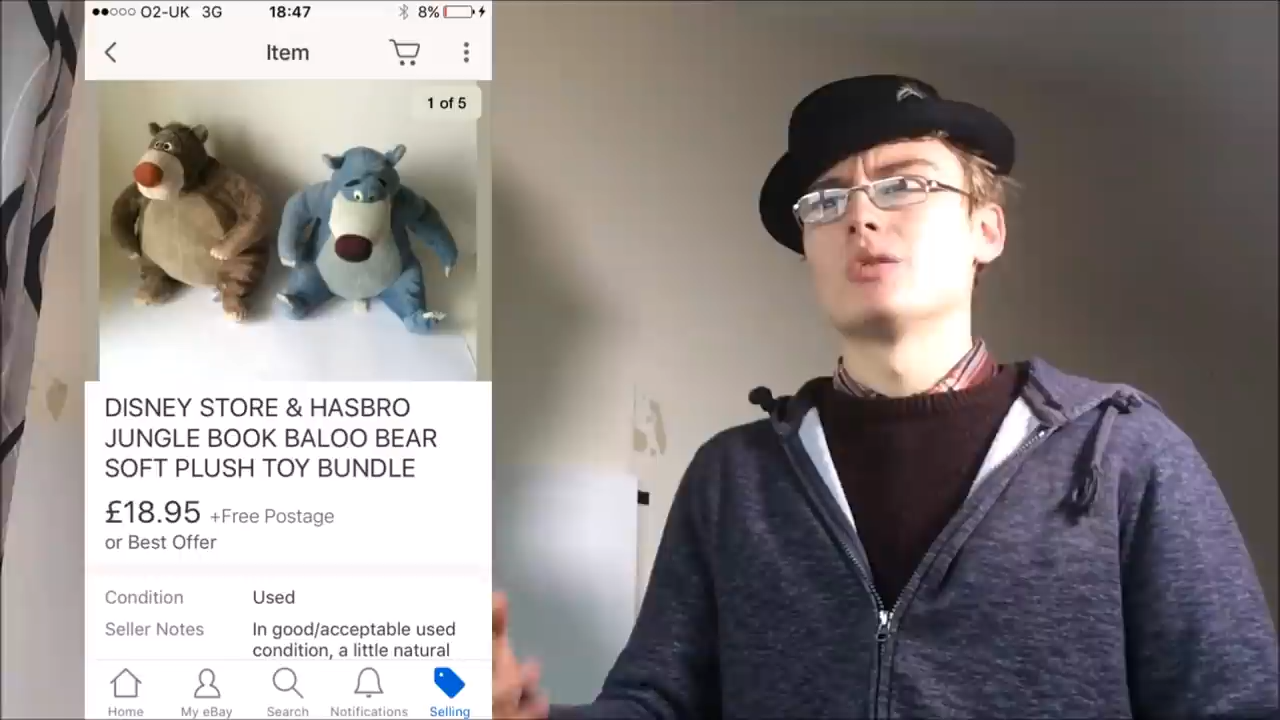 O2-UK 3G 18:47 8%
Item
1 of 5
DISNEY STORE & HASBRO
JUNGLE BOOK BALOO BEAR
SOFT PLUSH TOY BUNDLE
£18.95 +Free Postage
or Best Offer
Condition Used
Seller Notes In good/acceptable used
condition, a little natural
Home My eBay Search Notifications Selling